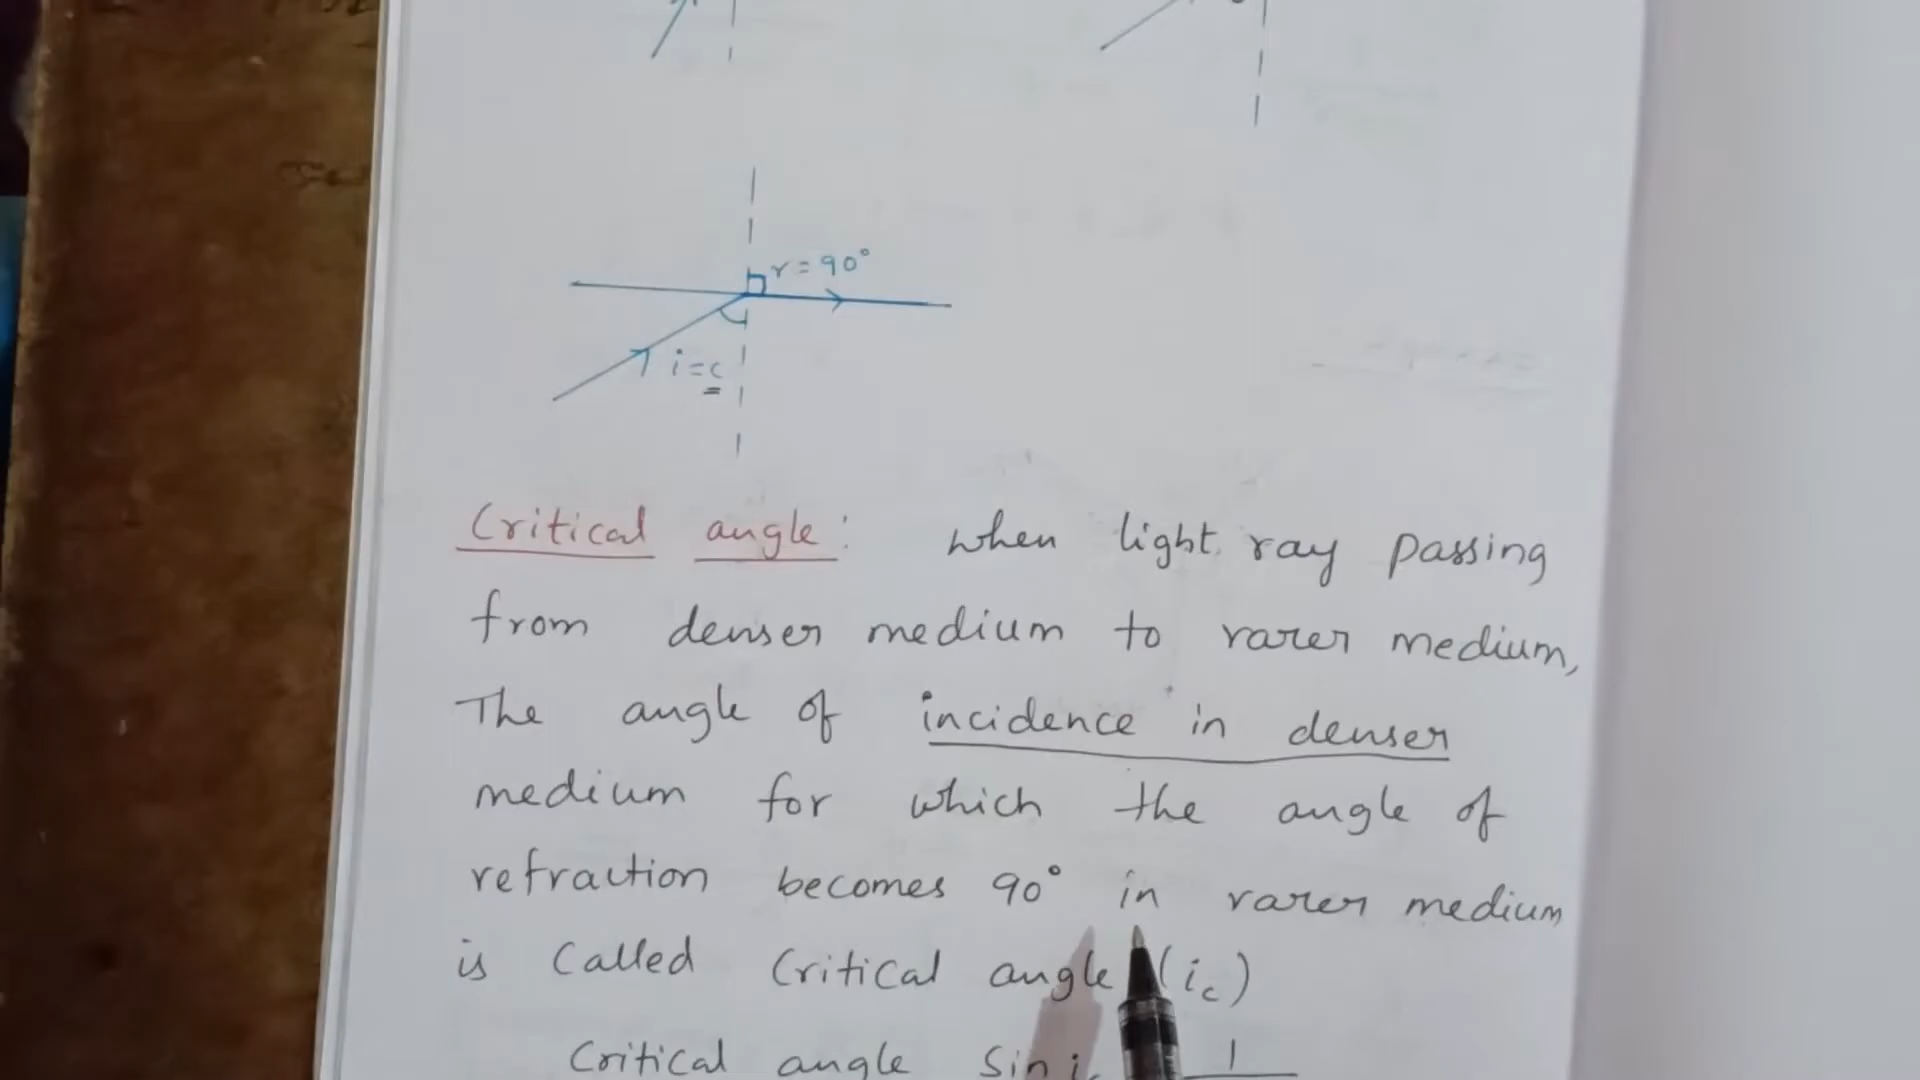 r = 90°
i = c
Critical angle: when light ray passing
from denser medium to rarer medium,
The angle of incidence in denser
medium for which the angle of
refraction becomes 90° in rarer medium
is called Critical angle (ic)
Critical angle Sin i 1